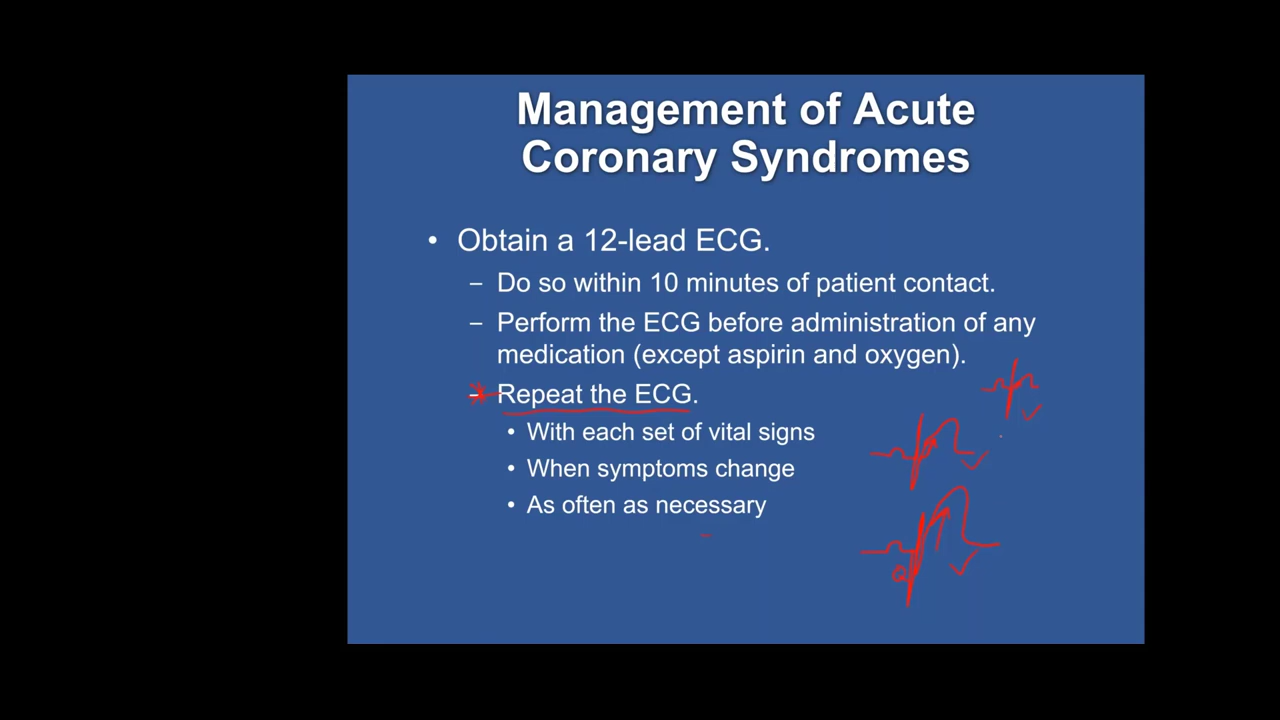 Management of Acute
Coronary Syndromes
• Obtain a 12-lead ECG.
– Do so within 10 minutes of patient contact.
– Perform the ECG before administration of any
medication (except aspirin and oxygen).
– Repeat the ECG.
• With each set of vital signs
• When symptoms change
• As often as necessary
Q